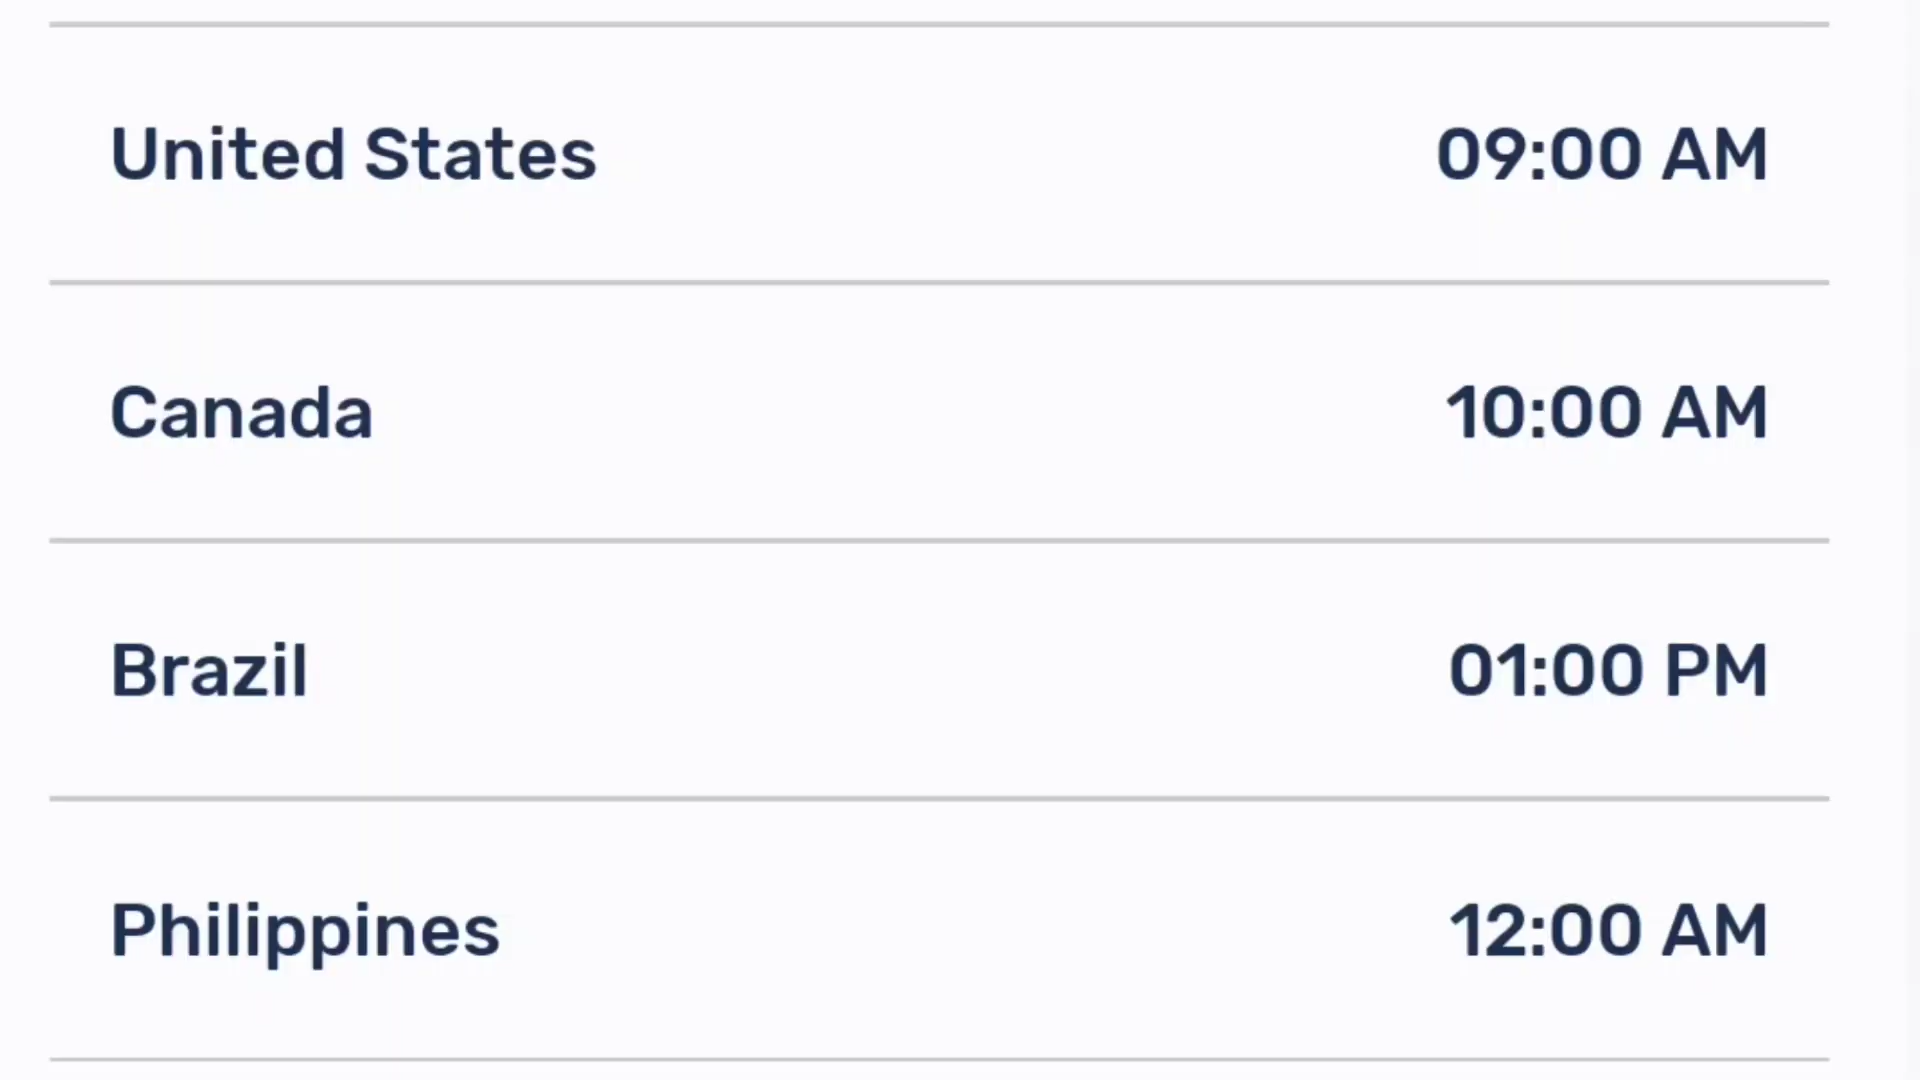 United States 09:00 AM
Canada 10:00 AM
Brazil 01:00 PM
Philippines 12:00 AM